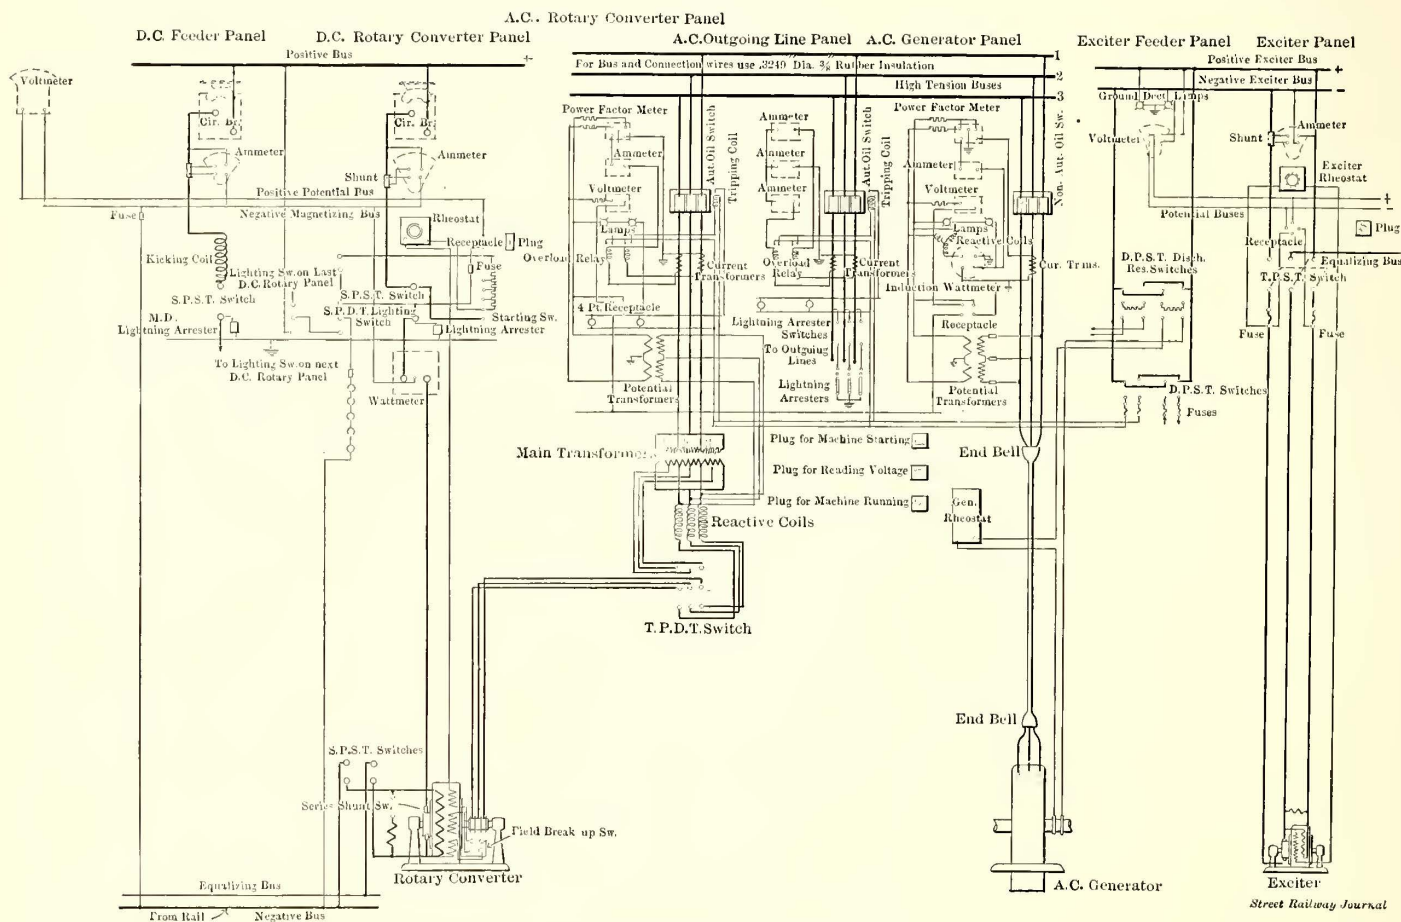 A.C. Rotary Converter Panel
D.C. Feeder Panel
D.C. Rotary Converter Panel
A.C. Outgoing Line Panel
A.C. Generator Panel
Exciter Feeder Panel
Exciter Panel
Positive Bus
+
1
For Bus and Connection wires use .3249 Dia. 3/8 Rubber Insulation
2
High Tension Buses
3
Positive Exciter Bus
+
Negative Exciter Bus
Voltmeter
Cir. Br.
Ammeter
Cir. Br.
Ammeter
Shunt
Positive Potential Bus
Fuse
Negative Magnetizing Bus
Rheostat
Receptacle
Plug
Fuse
Kicking Coil
Lighting Sw. on Last
D.C. Rotary Panel
S.P.S.T. Switch
S.P.S.T. Switch
M.D.
Lightning Arrester
S.P.D.T. Lighting
Switch
Starting Sw.
Lightning Arrester
To Lighting Sw. on next
D.C. Rotary Panel
Wattmeter
Power Factor Meter
Ammeter
Voltmeter
Lamps
Overload Relay
Aut. Oil Switch
Tripping Coil
Current
Transformers
4 Pt. Receptacle
Potential
Transformers
Ammeter
Ammeter
Ammeter
Overload
Relay
Aut. Oil Switch
Tripping Coil
Current
Transformers
Lightning Arrester
Switches
To Outgoing
Lines
Lightning
Arresters
Power Factor Meter
Ammeter
Voltmeter
Lamps
Reactive Coils
Induction Wattmeter
Non-Aut. Oil Sw.
Cur. Trns.
Receptacle
Potential
Transformers
Ground Dect. Lamps
Voltmeter
Ammeter
Shunt
Exciter
Rheostat
Potential Buses
+
Plug
Receptacle
Equalizing Bus
D.P.S.T. Disch.
Res. Switches
T.P.S.T. Switch
Fuse
Fuse
D.P.S.T. Switches
Fuses
Main Transformer
Plug for Machine Starting
Plug for Reading Voltage
Plug for Machine Running
End Bell
Gen.
Rheostat
Reactive Coils
T.P.D.T. Switch
End Bell
S.P.S.T. Switches
Series Shunt Sw.
Field Break up Sw.
Rotary Converter
A.C. Generator
Exciter
Equalizing Bus
From Rail
Negative Bus
Street Railway Journal